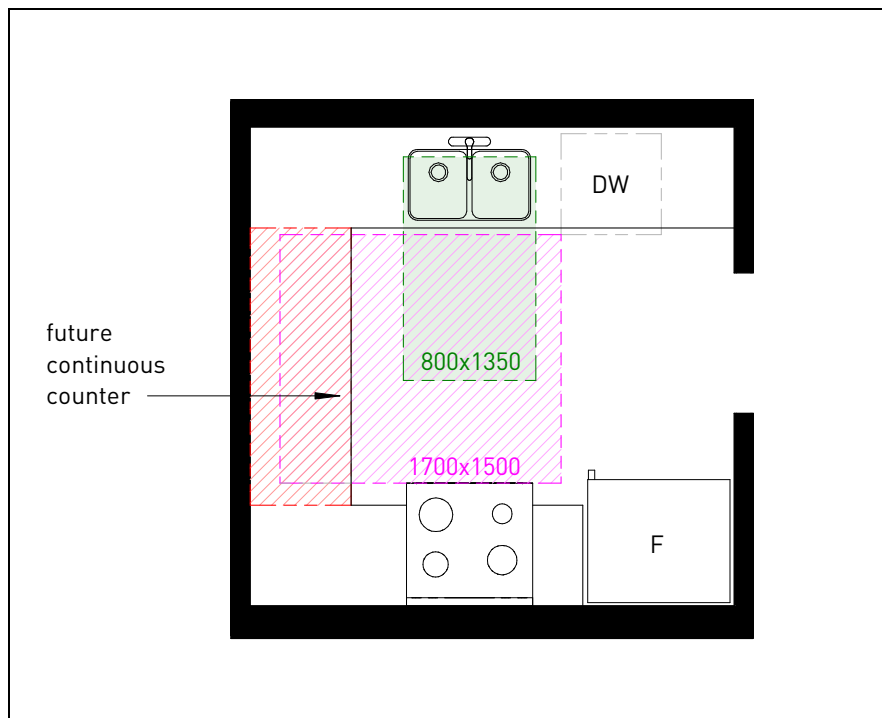 DW
future
continuous
counter
800x1350
1700x1500
F